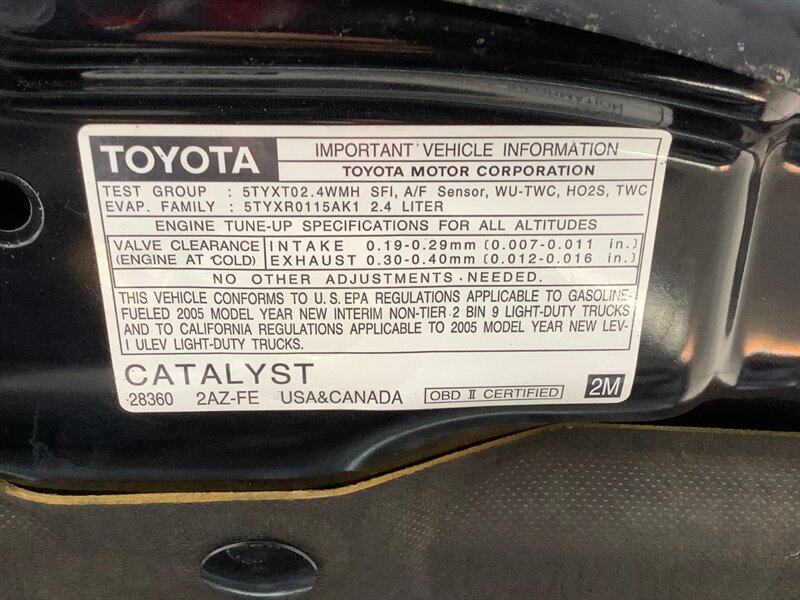 TOYOTA IMPORTANT VEHICLE INFORMATION
TOYOTA MOTOR CORPORATION
TEST GROUP : 5TYXT02.4WMH SFI, A/F Sensor, WU-TWC, HO2S, TWC
EVAP. FAMILY : 5TYXR0115AK1 2.4 LITER
ENGINE TUNE-UP SPECIFICATIONS FOR ALL ALTITUDES
VALVE CLEARANCE INTAKE 0.19-0.29mm (0.007-0.011 in.)
(ENGINE AT COLD) EXHAUST 0.30-0.40mm (0.012-0.016 in.)
NO OTHER ADJUSTMENTS NEEDED.
THIS VEHICLE CONFORMS TO U.S. EPA REGULATIONS APPLICABLE TO GASOLINE-
FUELED 2005 MODEL YEAR NEW INTERIM NON-TIER 2 BIN 9 LIGHT-DUTY TRUCKS
AND TO CALIFORNIA REGULATIONS APPLICABLE TO 2005 MODEL YEAR NEW LEV-
I ULEV LIGHT-DUTY TRUCKS.
CATALYST
28360 2AZ-FE USA&CANADA OBD II CERTIFIED 2M